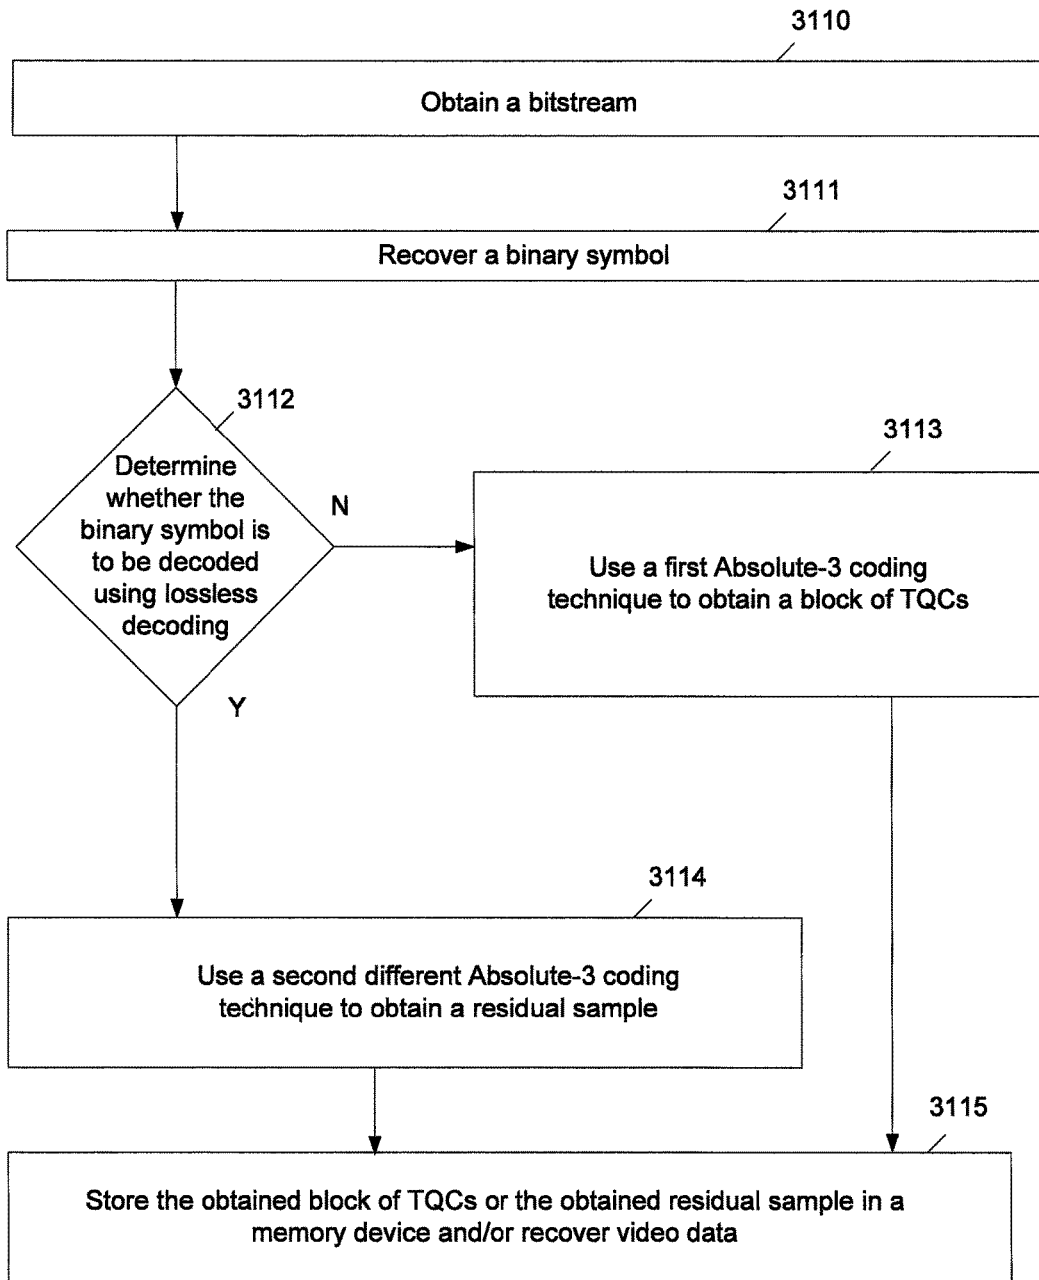 3110
Obtain a bitstream
3111
Recover a binary symbol
3112
Determine
whether the
binary symbol is
to be decoded
using lossless
decoding
N
Y
3113
Use a first Absolute-3 coding
technique to obtain a block of TQCs
3114
Use a second different Absolute-3 coding
technique to obtain a residual sample
3115
Store the obtained block of TQCs or the obtained residual sample in a
memory device and/or recover video data